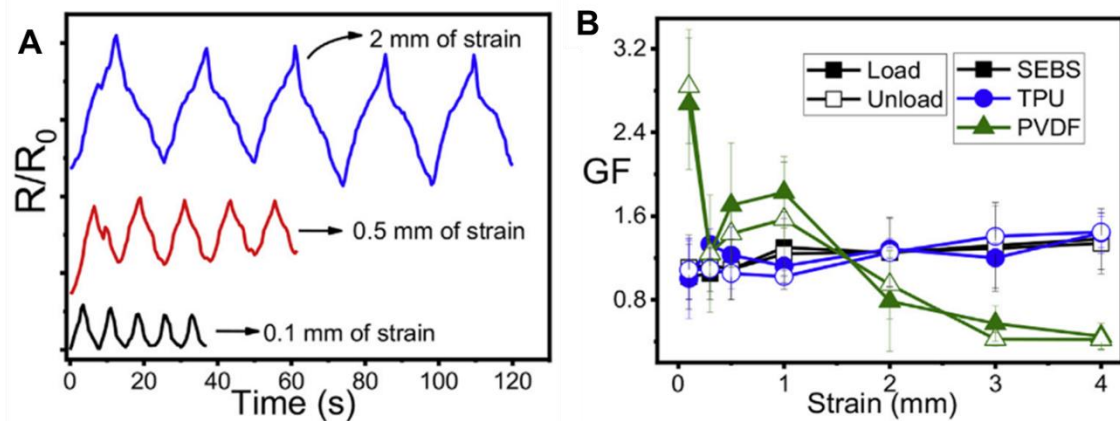 A
R/R0
2 mm of strain
0.5 mm of strain
0.1 mm of strain
0 20 40 60 80 100 120
Time (s)
B
GF
3.2
2.4
1.6
0.8
Load
Unload
SEBS
TPU
PVDF
0 1 2 3 4
Strain (mm)